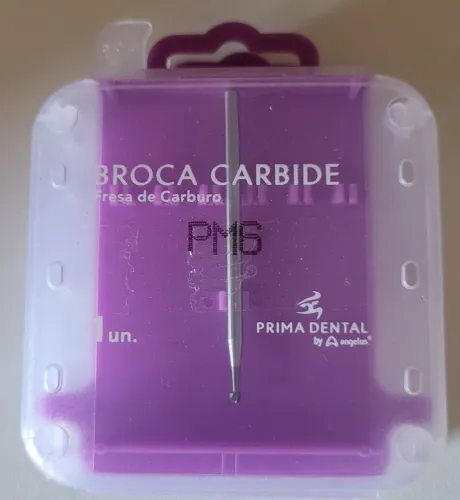 BROCA CARBIDE
Fresa de Carburo
PM6
1 un.
PRIMA DENTAL
by angelus®